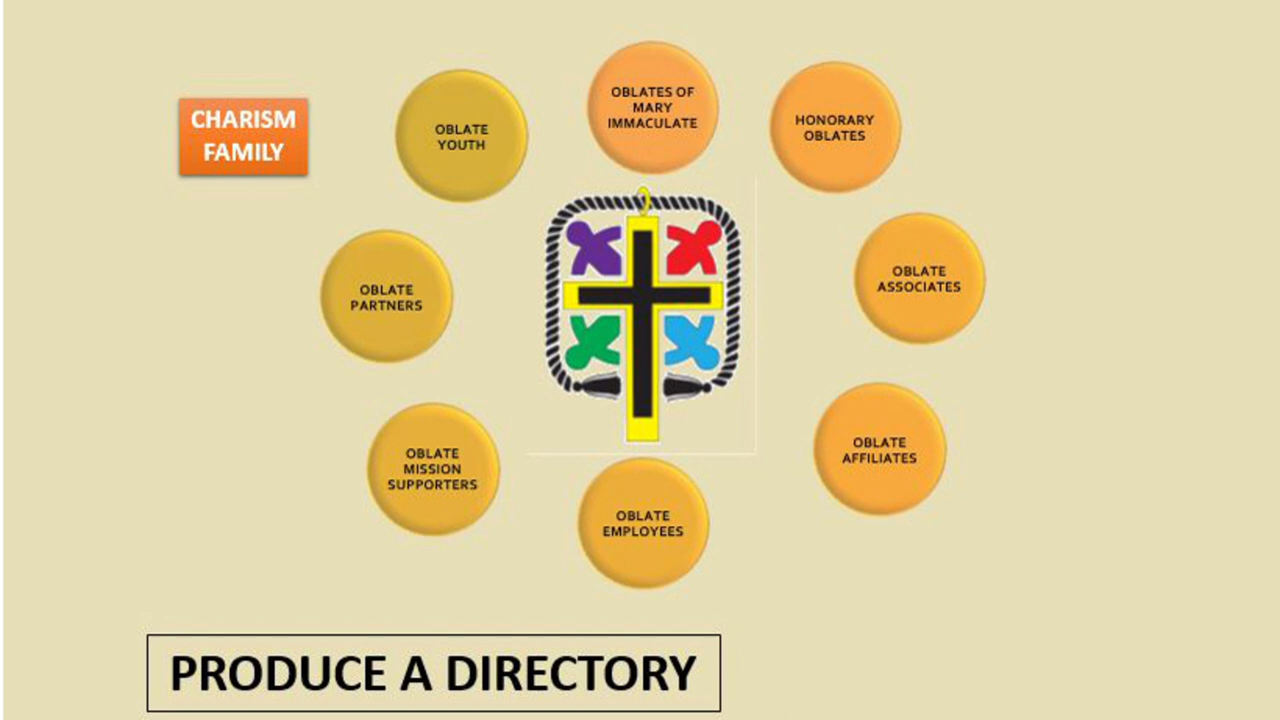 CHARISM
FAMILY
OBLATE
YOUTH
OBLATES OF
MARY
IMMACULATE
HONORARY
OBLATES
OBLATE
PARTNERS
OBLATE
ASSOCIATES
OBLATE
MISSION
SUPPORTERS
OBLATE
AFFILIATES
OBLATE
EMPLOYEES
PRODUCE A DIRECTORY